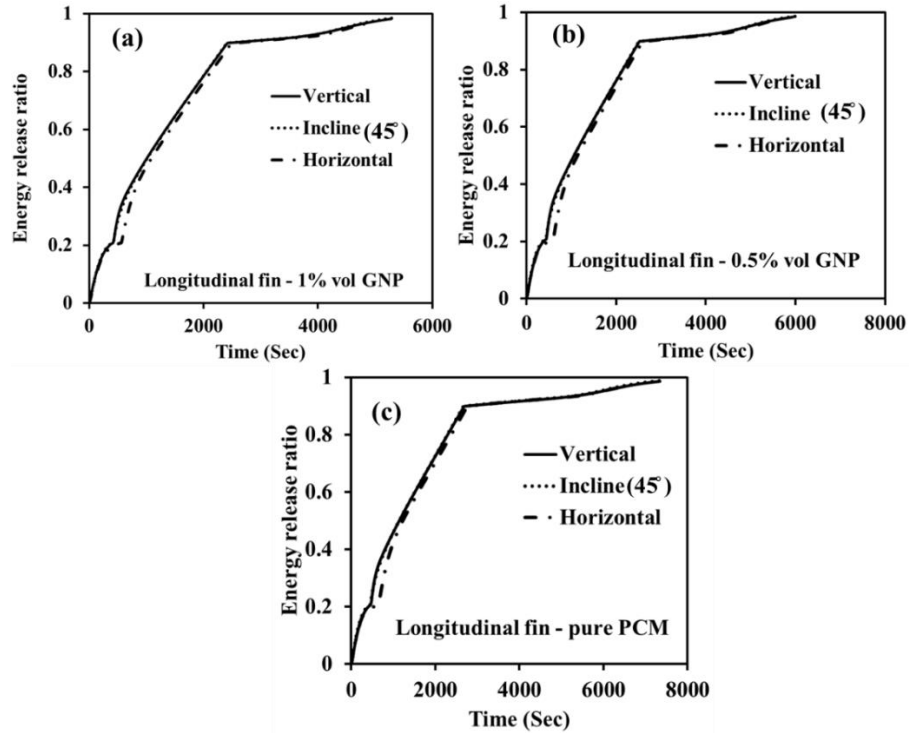 (a)
Energy release ratio
1
0.8
0.6
0.4
0.2
0
Vertical
Incline (45°)
Horizontal
Longitudinal fin - 1% vol GNP
0 2000 4000 6000
Time (Sec)
(b)
Energy release ratio
1
0.8
0.6
0.4
0.2
0
Vertical
Incline (45°)
Horizontal
Longitudinal fin - 0.5% vol GNP
0 2000 4000 6000 8000
Time (Sec)
(c)
Energy release ratio
1
0.8
0.6
0.4
0.2
0
Vertical
Incline (45°)
Horizontal
Longitudinal fin - pure PCM
0 2000 4000 6000 8000
Time (Sec)